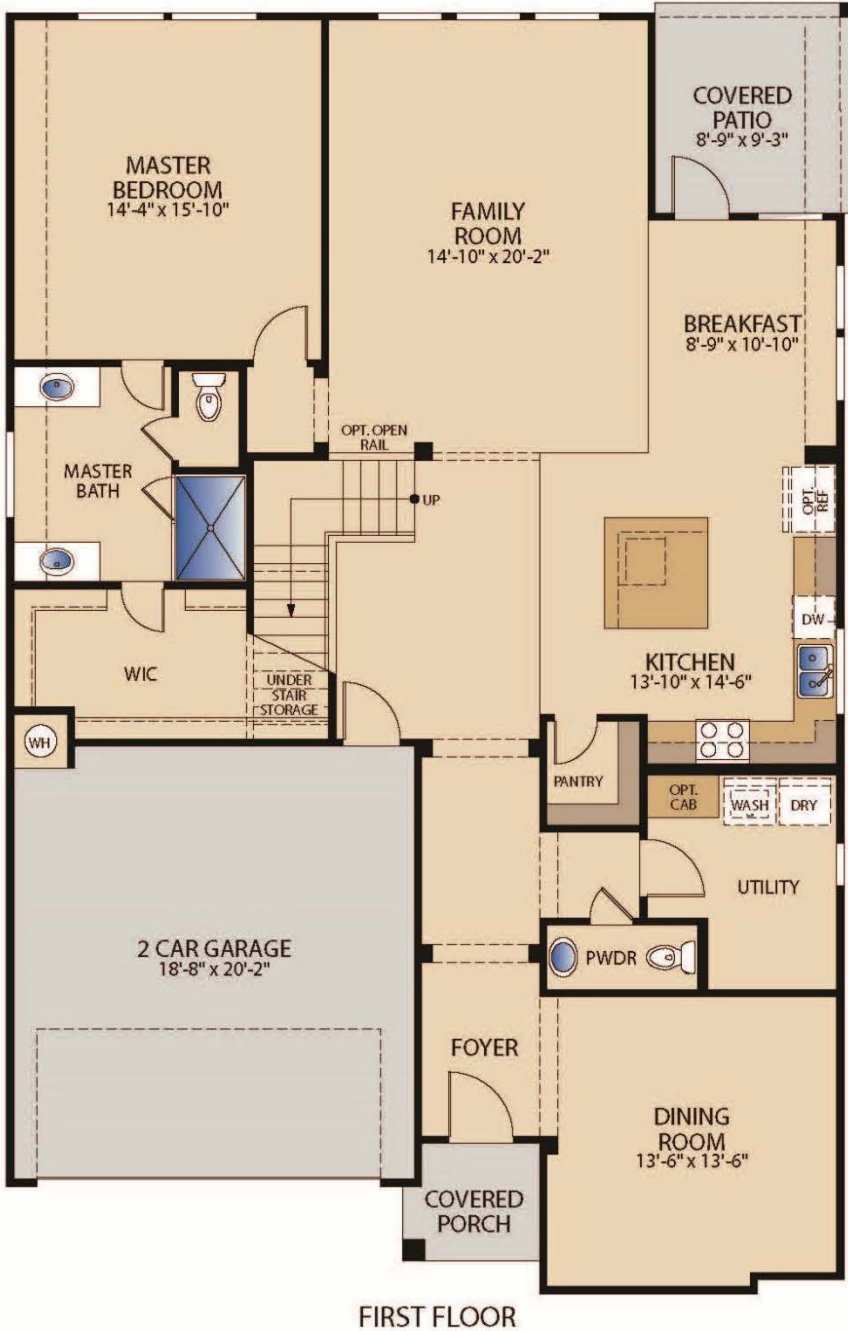 COVERED
PATIO
8'-9" x 9'-3"
MASTER
BEDROOM
14'-4" x 15'-10"
FAMILY
ROOM
14'-10" x 20'-2"
BREAKFAST
8'-9" x 10'-10"
OPT. OPEN
RAIL
MASTER
BATH
UP
OPT.
REF
DW
KITCHEN
13'-10" x 14'-6"
WIC
UNDER
STAIR
STORAGE
WH
PANTRY
OPT.
CAB
WASH
DRY
UTILITY
2 CAR GARAGE
18'-8" x 20'-2"
PWDR
FOYER
DINING
ROOM
13'-6" x 13'-6"
COVERED
PORCH
FIRST FLOOR